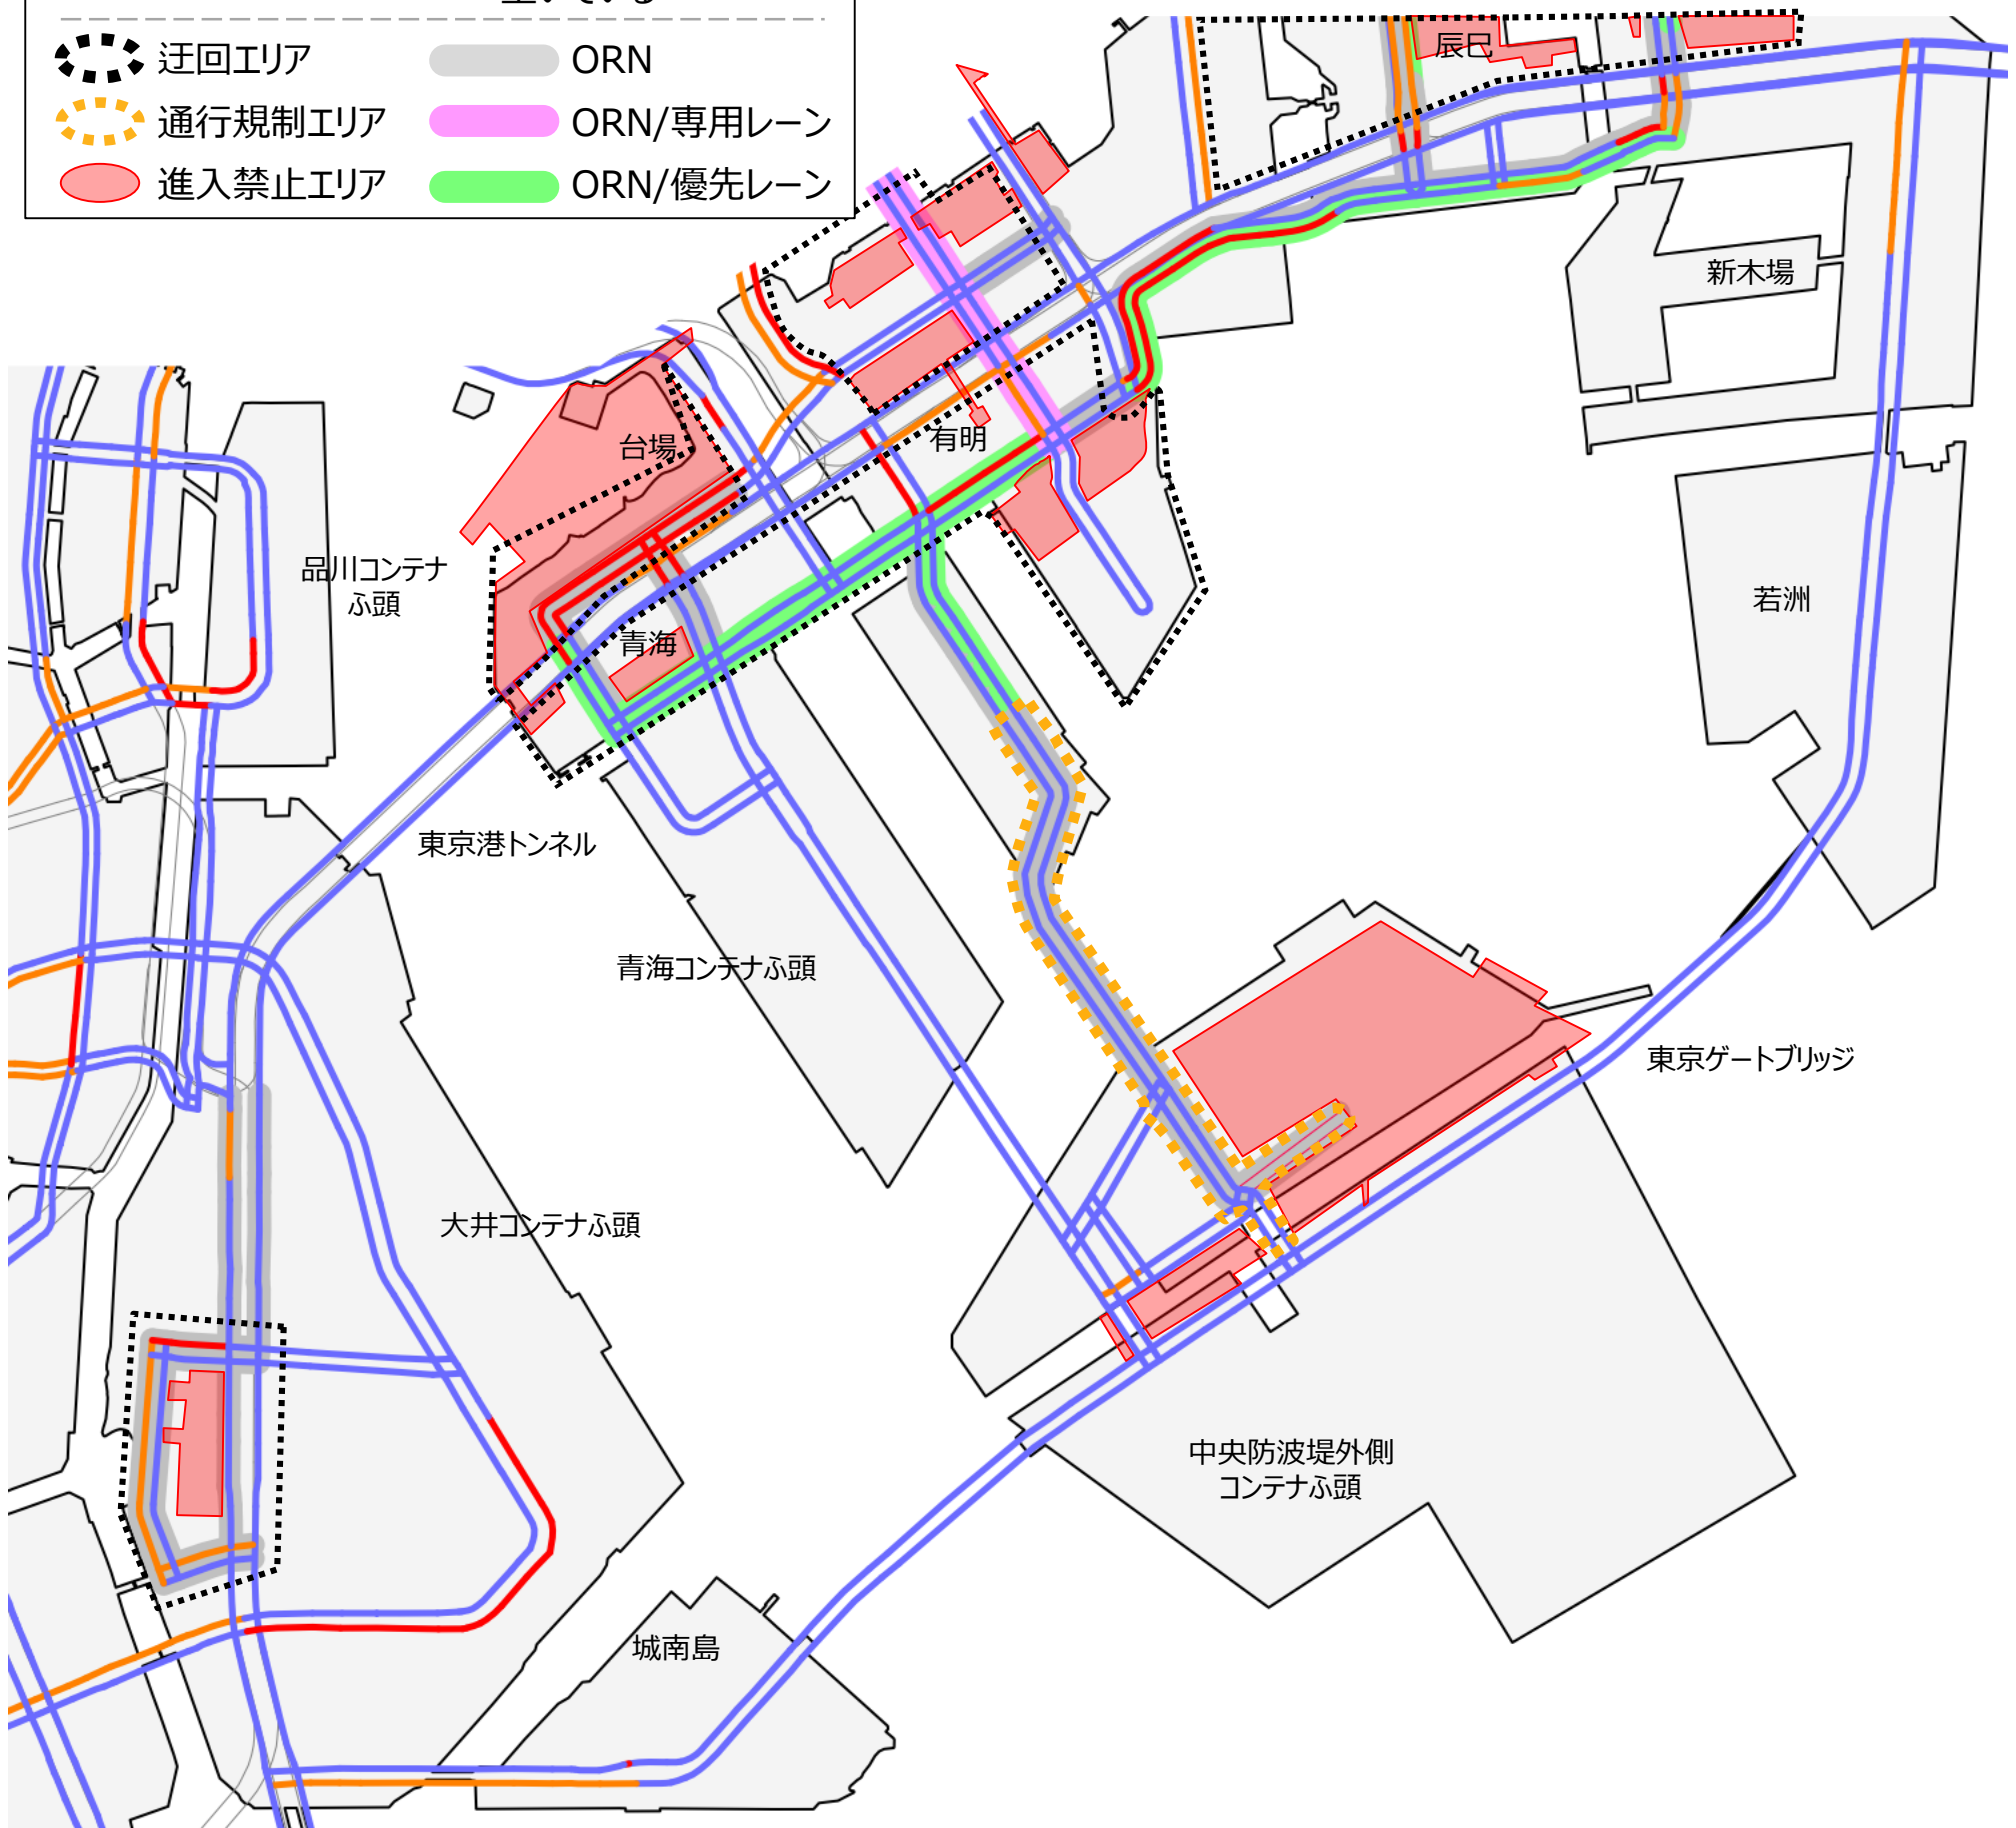 空いている
迂回エリア
ORN
通行規制エリア
ORN/専用レーン
進入禁止エリア
ORN/優先レーン
辰巳
新木場
有明
台場
品川コンテナ
ふ頭
若洲
青海
東京港トンネル
青海コンテナふ頭
東京ゲートブリッジ
大井コンテナふ頭
中央防波堤外側
コンテナふ頭
城南島